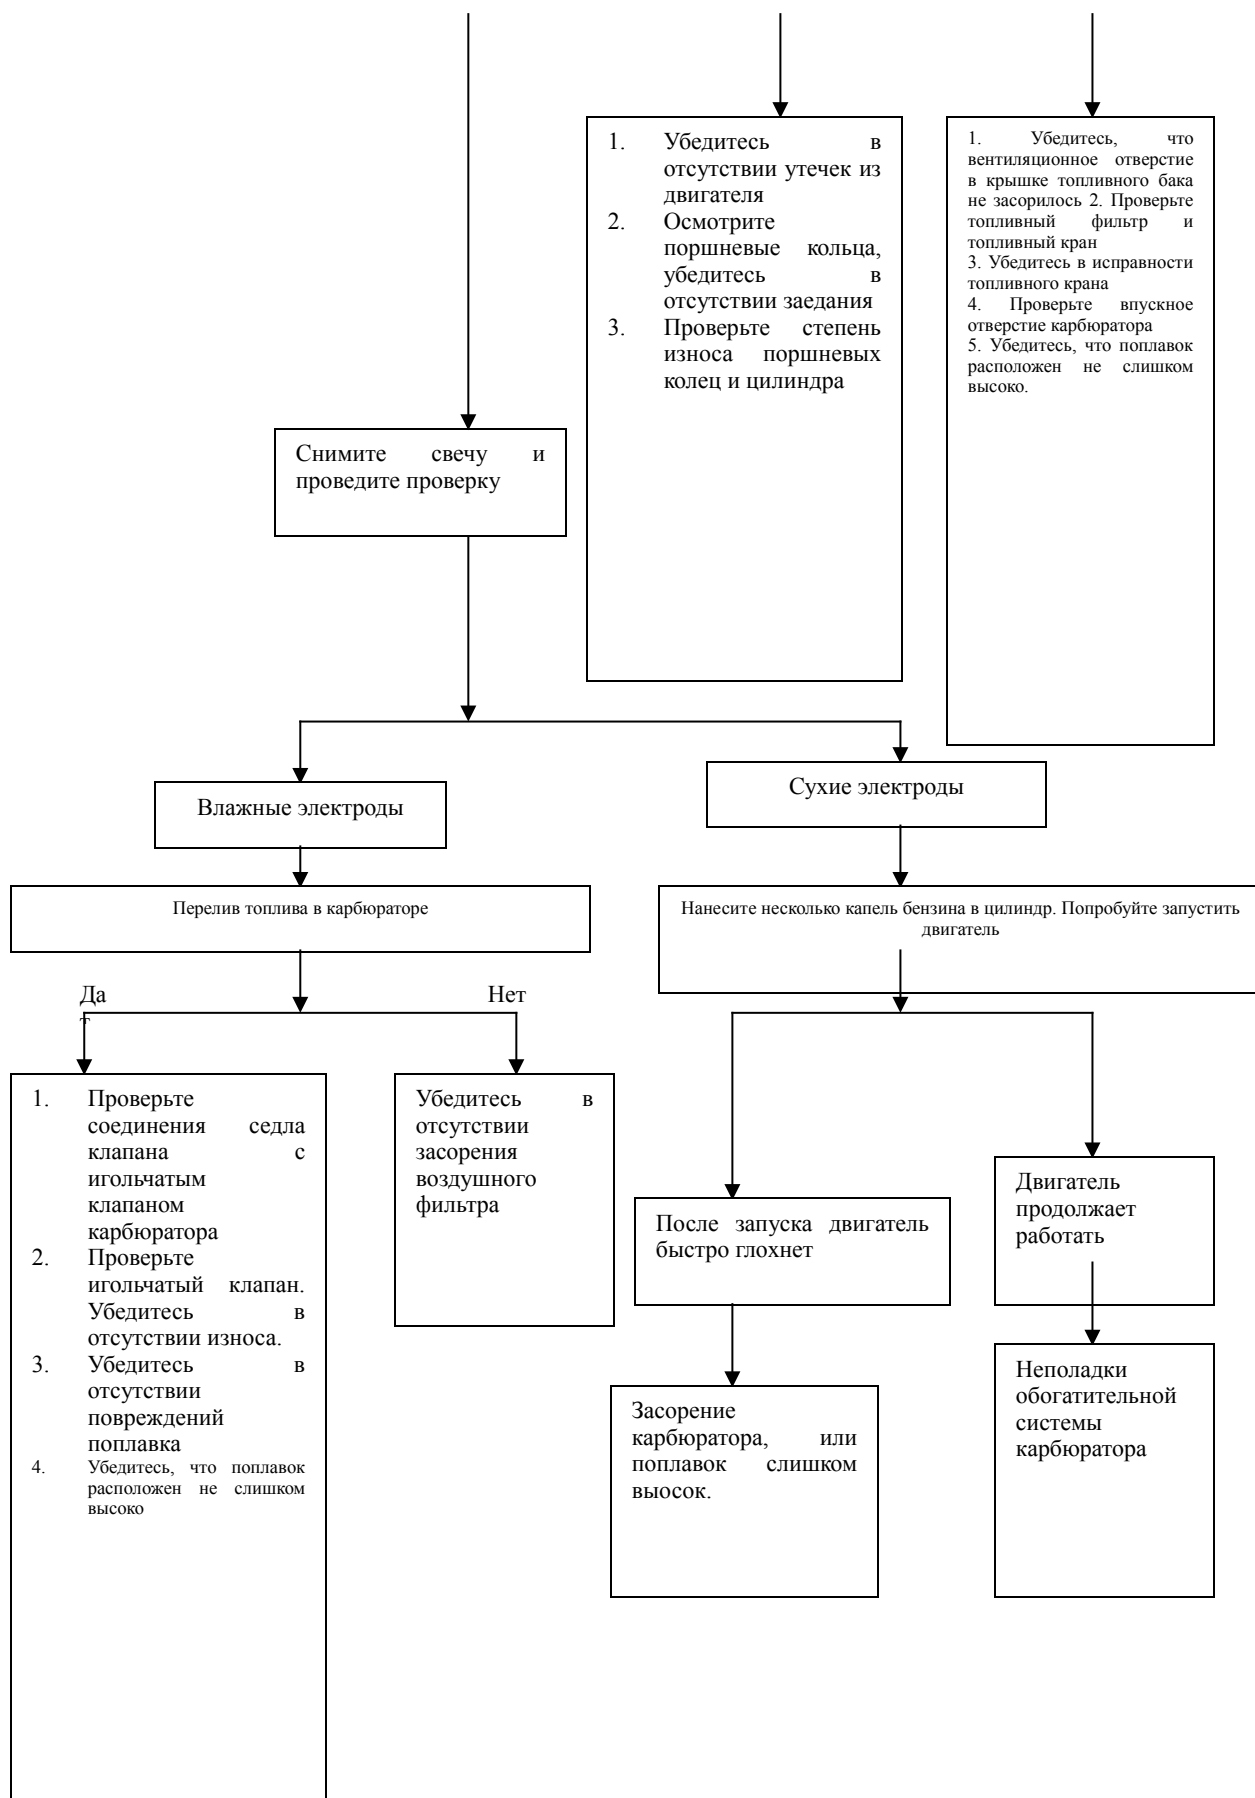 1. Убедитесь в
отсутствии утечек из
двигателя
2. Осмотрите
поршневые кольца,
убедитесь в
отсутствии заедания
3. Проверьте степень
износа поршневых
колец и цилиндра
1. Убедитесь, что
вентиляционное отверстие
в крышке топливного бака
не засорилось 2. Проверьте
топливный фильтр и
топливный кран
3. Убедитесь в исправности
топливного крана
4. Проверьте впускное
отверстие карбюратора
5. Убедитесь, что поплавок
расположен не слишком
высоко.
Снимите свечу и
проведите проверку
Влажные электроды
Сухие электроды
Перелив топлива в карбюраторе
Нанесите несколько капель бензина в цилиндр. Попробуйте запустить
двигатель
Да
Нет
1. Проверьте
соединения седла
клапана с
игольчатым
клапаном
карбюратора
2. Проверьте
игольчатый клапан.
Убедитесь в
отсутствии износа.
3. Убедитесь в
отсутствии
повреждений
поплавка
4. Убедитесь, что поплавок
расположен не слишком
высоко
Убедитесь в
отсутствии
засорения
воздушного
фильтра
После запуска двигатель
быстро глохнет
Двигатель
продолжает
работать
Засорение
карбюратора, или
поплавок слишком
выосок.
Неполадки
обогатительной
системы
карбюратора